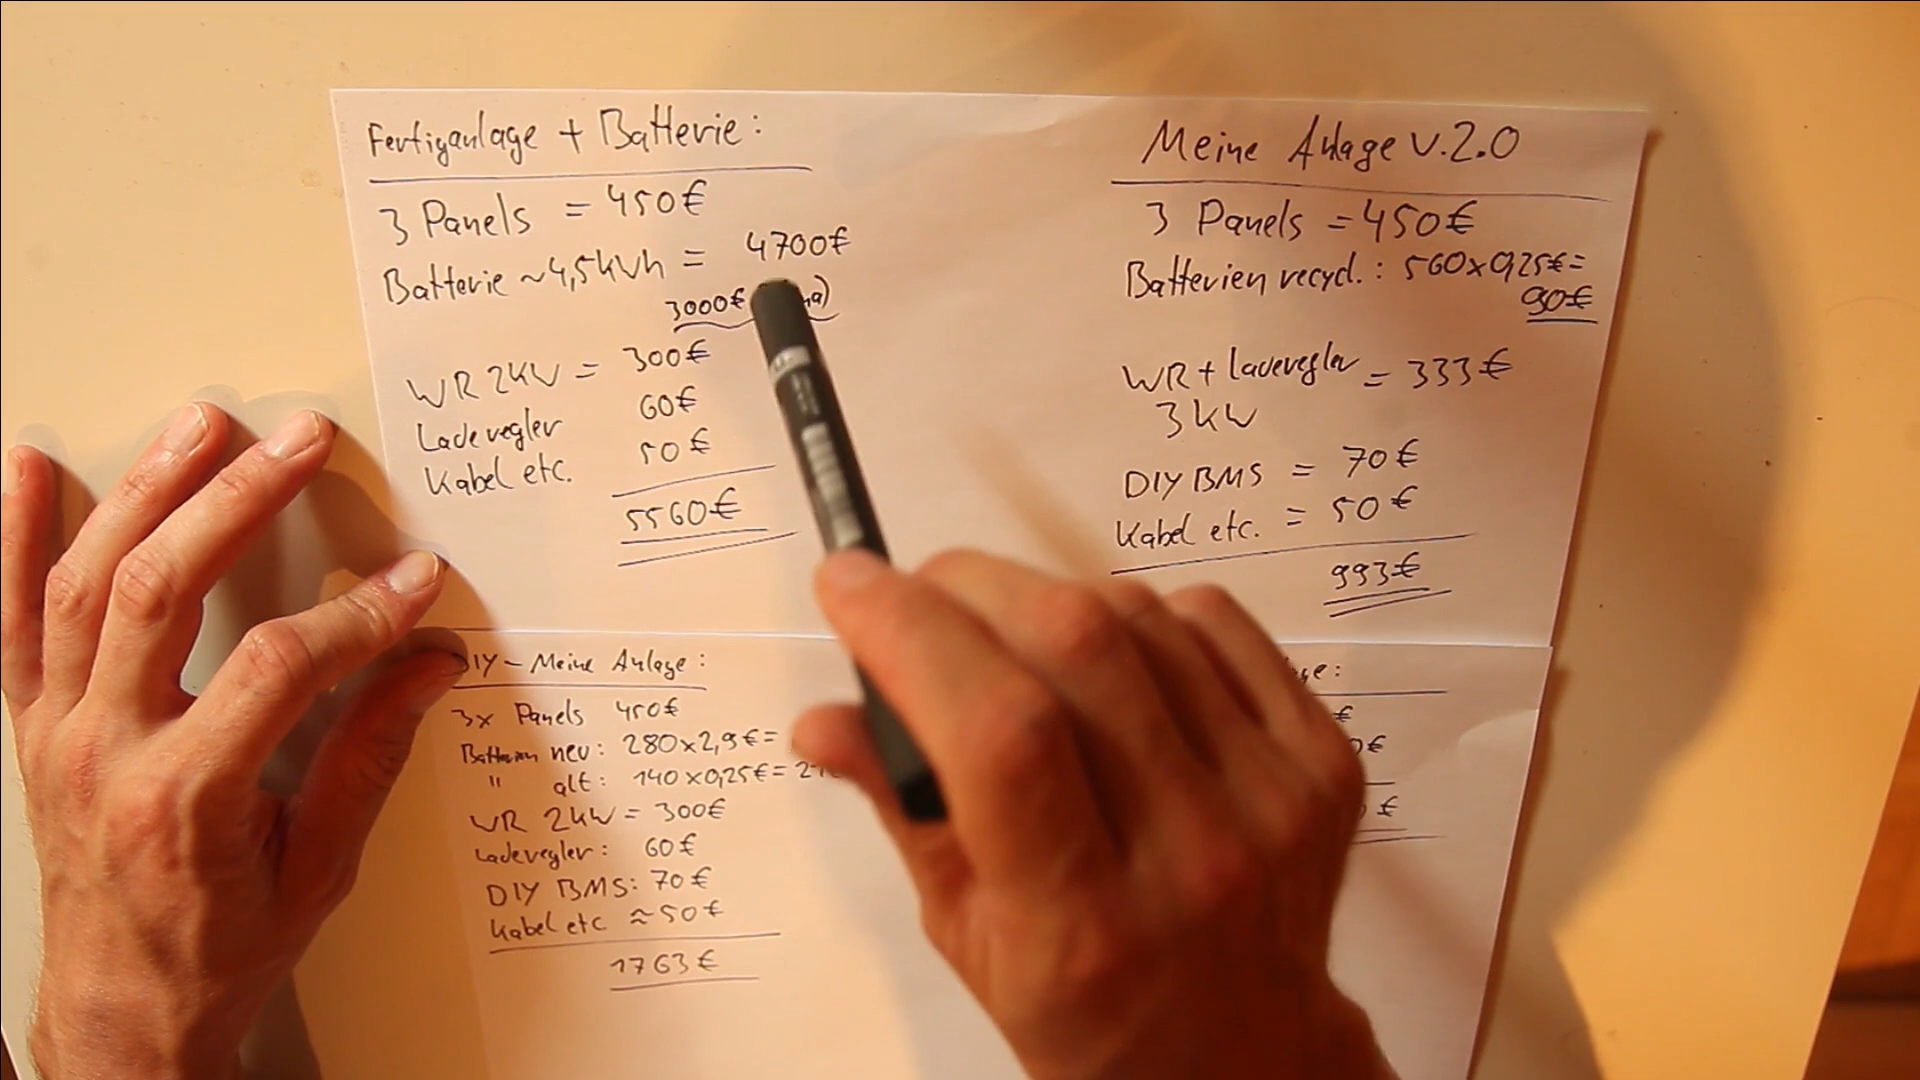 Fertiganlage + Batterie:
3 Panels = 450€
Batterie ~4,5kWh = 4700€
3000€
WR 2kW = 300€
Laderegler 60€
Kabel etc. 50€
5560€
Meine Anlage v.2.0
3 Panels = 450€
Batterien recycl.: 560x0,25€=
90€
WR + Laderegler = 333€
3kW
DIY BMS = 70€
Kabel etc. = 50€
993€
DIY - Meine Anlage:
3x Panels 450€
Batterien neu: 280x2,9€=
" alt: 140x0,25€=
WR 2kW = 300€
Laderegler: 60€
DIY BMS: 70€
Kabel etc ≈50€
1763€